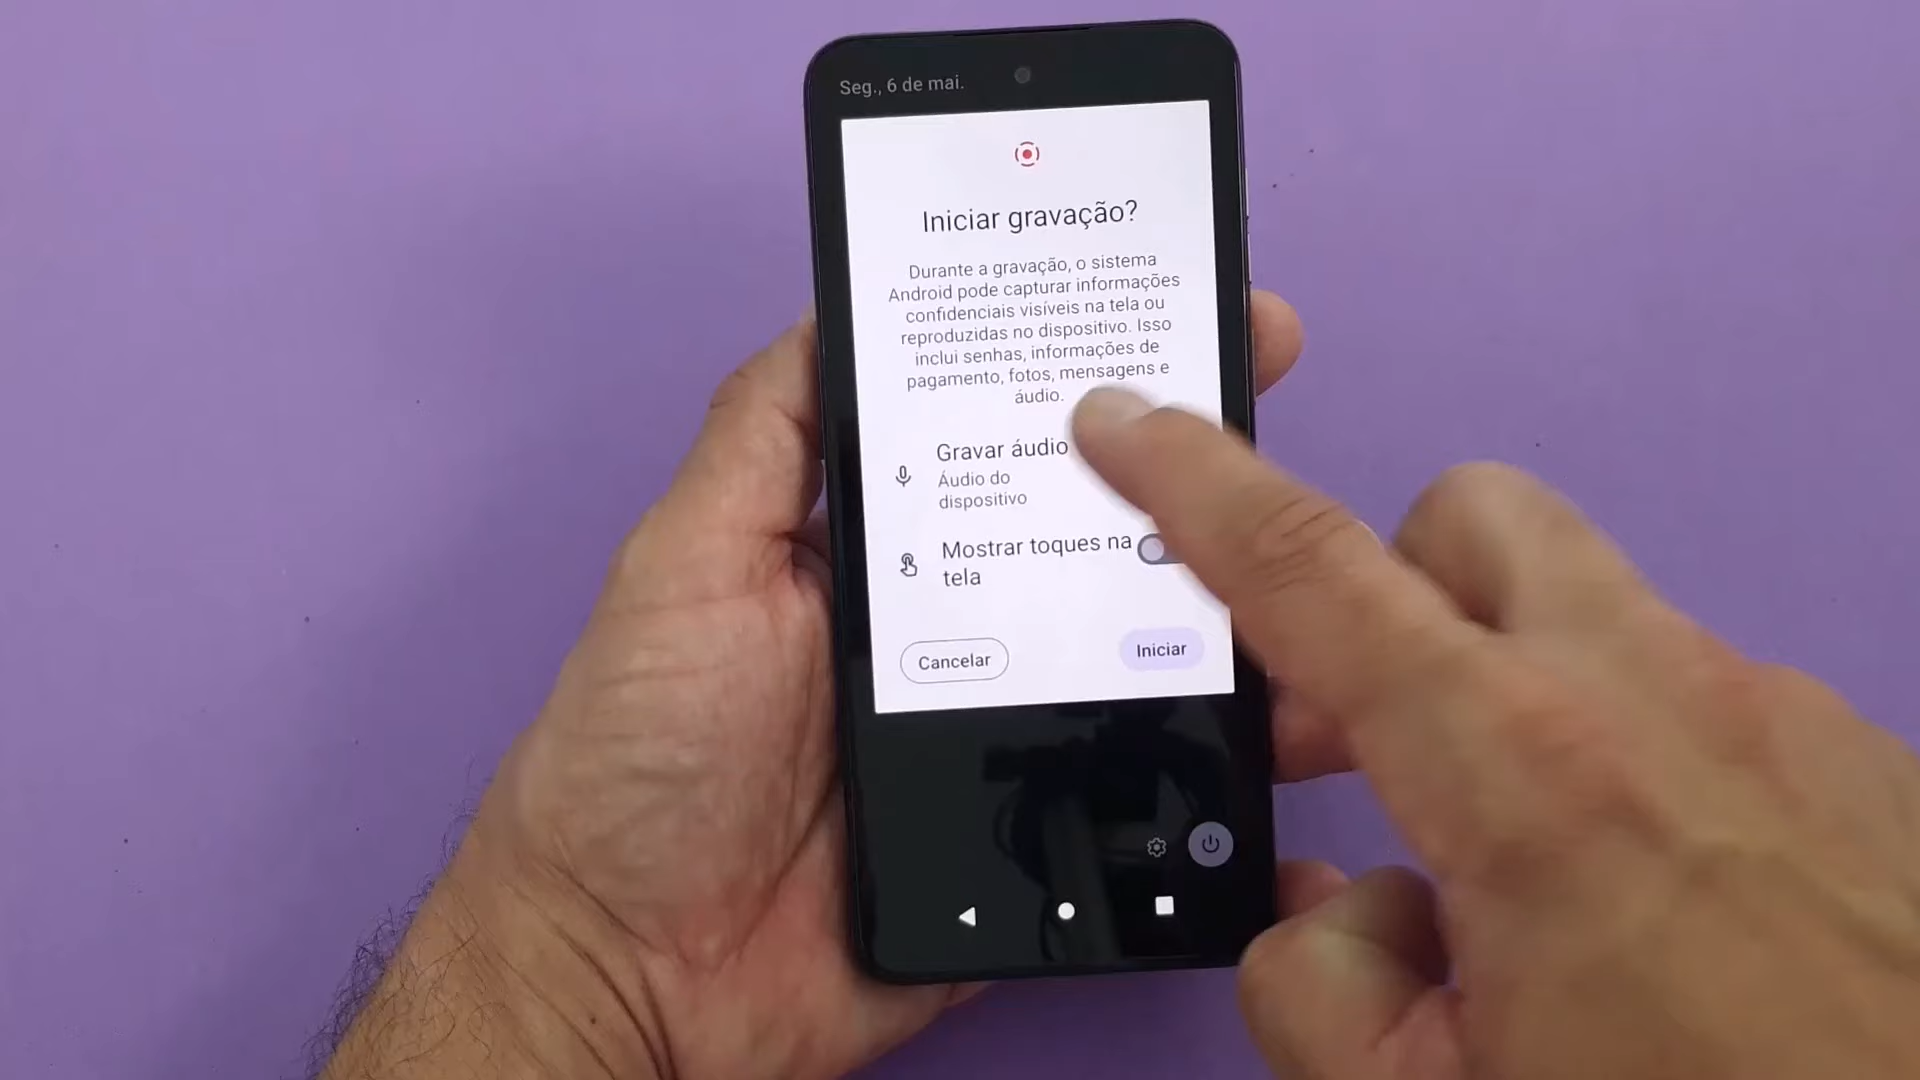 Seg., 6 de mai.
Iniciar gravação?
Durante a gravação, o sistema
Android pode capturar informações
confidenciais visíveis na tela ou
reproduzidas no dispositivo. Isso
inclui senhas, informações de
pagamento, fotos, mensagens e
áudio.
Gravar áudio
Áudio do
dispositivo
Mostrar toques na
tela
Cancelar
Iniciar